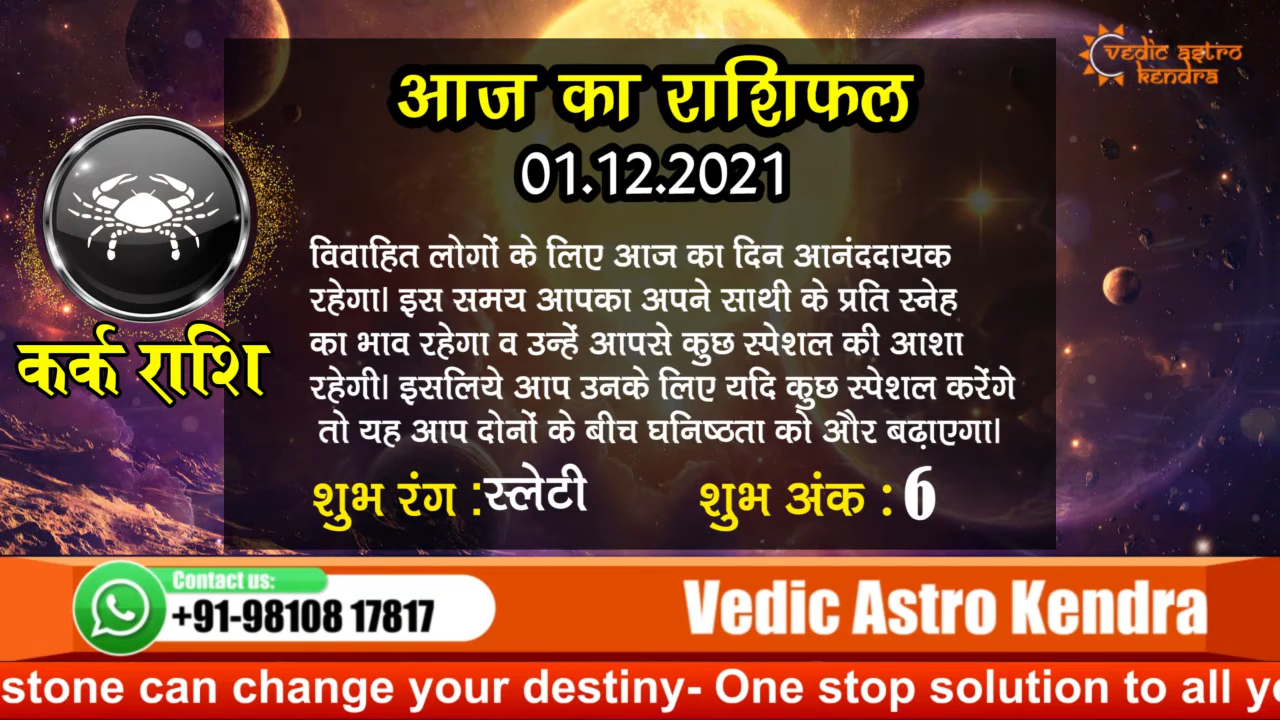 vedic astro
kendra
आज का राशिफल
01.12.2021
कर्क राशि
विवाहित लोगों के लिए आज का दिन आनंददायक
रहेगा। इस समय आपका अपने साथी के प्रति स्नेह
का भाव रहेगा व उन्हें आपसे कुछ स्पेशल की आशा
रहेगी। इसलिये आप उनके लिए यदि कुछ स्पेशल करेंगे
तो यह आप दोनों के बीच घनिष्ठता को और बढ़ाएगा।
शुभ रंग :स्लेटी शुभ अंक : 6
Contact us:
+91-98108 17817
Vedic Astro Kendra
stone can change your destiny- One stop solution to all